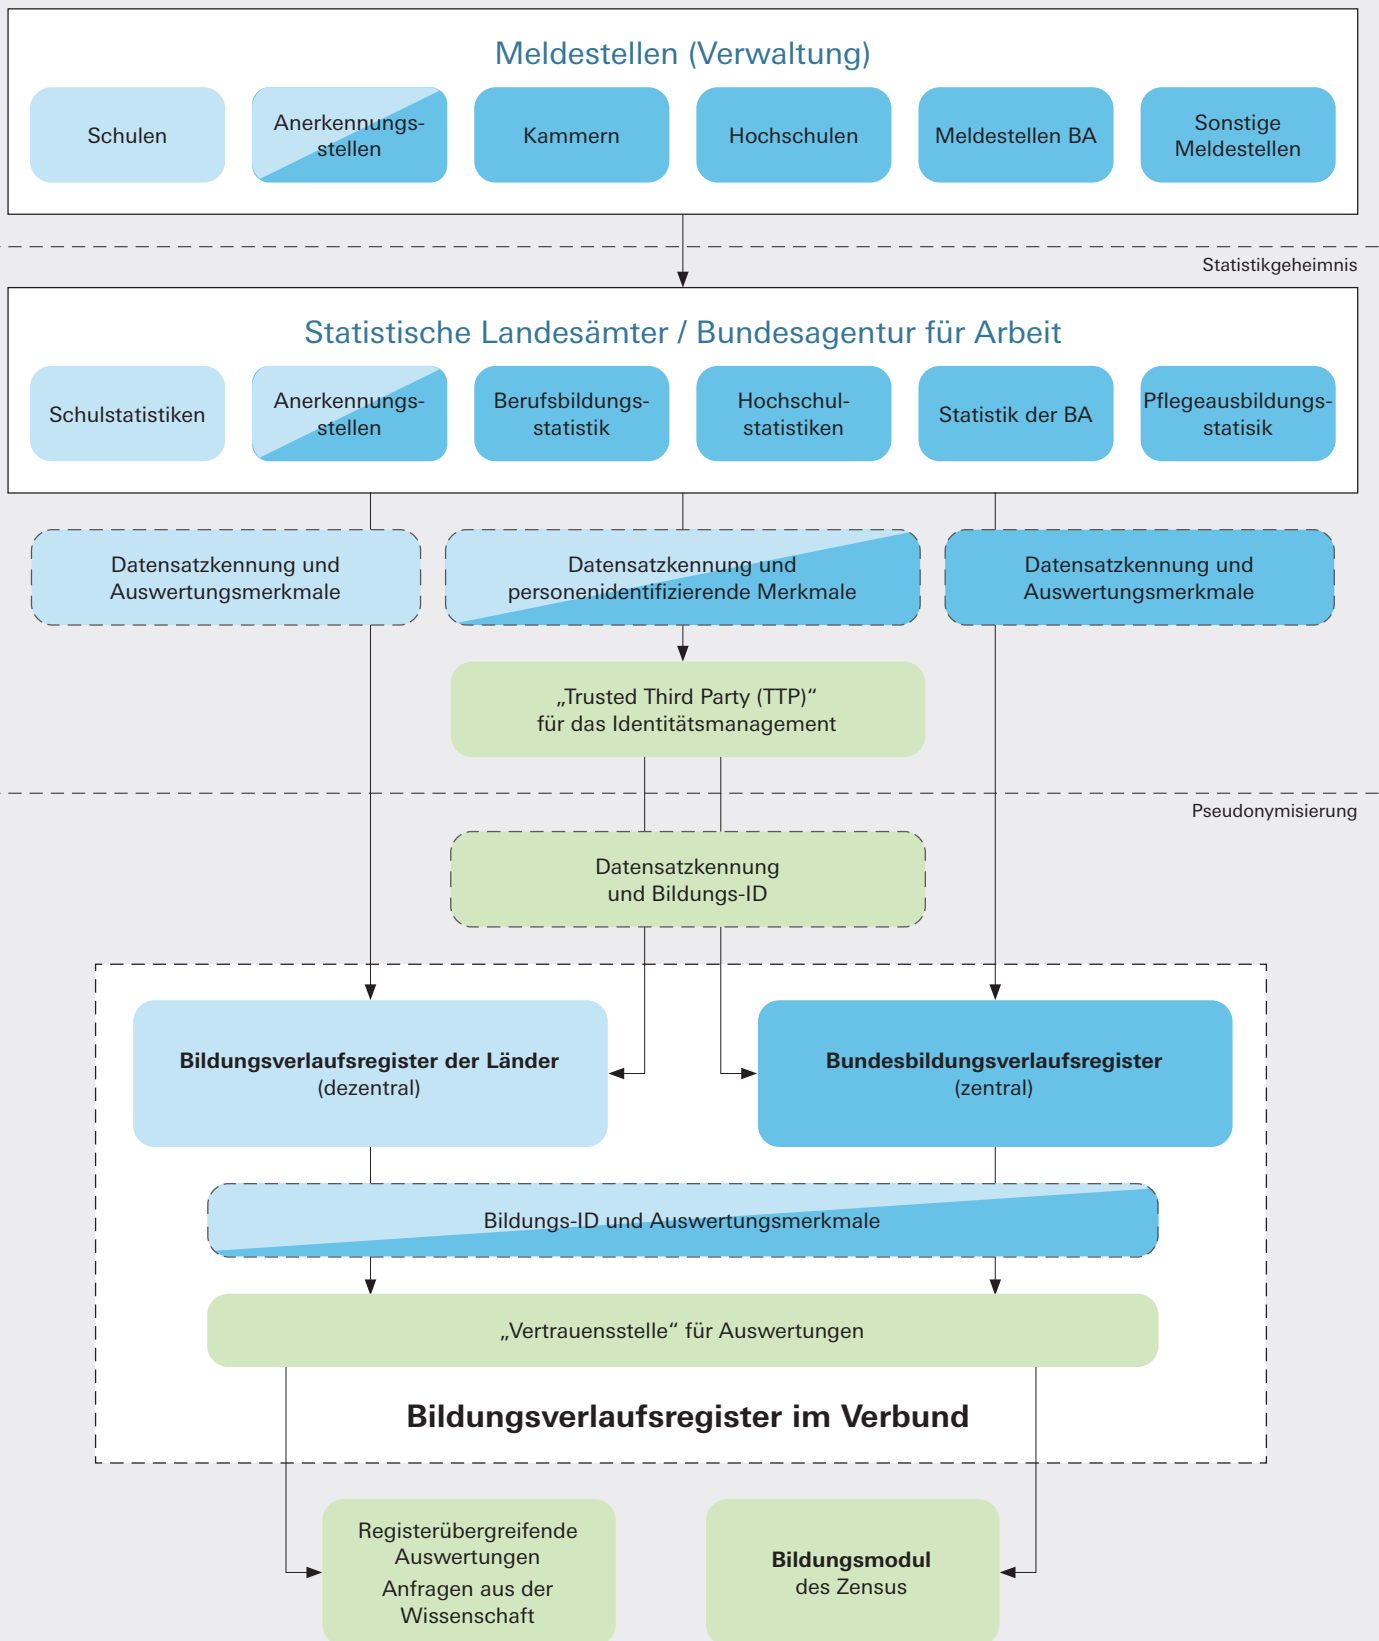 Meldestellen (Verwaltung)
Schulen
Anerkennungs-
stellen
Kammern
Hochschulen
Meldestellen BA
Sonstige
Meldestellen
Statistikgeheimnis
Statistische Landesämter / Bundesagentur für Arbeit
Schulstatistiken
Anerkennungs-
stellen
Berufsbildungs-
statistik
Hochschul-
statistiken
Statistik der BA
Pflegeausbildungs-
statisik
Datensatzkennung und
Auswertungsmerkmale
Datensatzkennung und
personenidentifizierende Merkmale
Datensatzkennung und
Auswertungsmerkmale
„Trusted Third Party (TTP)“
für das Identitätsmanagement
Pseudonymisierung
Datensatzkennung
und Bildungs-ID
Bildungsverlaufsregister der Länder
(dezentral)
Bundesbildungsverlaufsregister
(zentral)
Bildungs-ID und Auswertungsmerkmale
„Vertrauensstelle“ für Auswertungen
Bildungsverlaufsregister im Verbund
Registerübergreifende
Auswertungen
Anfragen aus der
Wissenschaft
Bildungsmodul
des Zensus